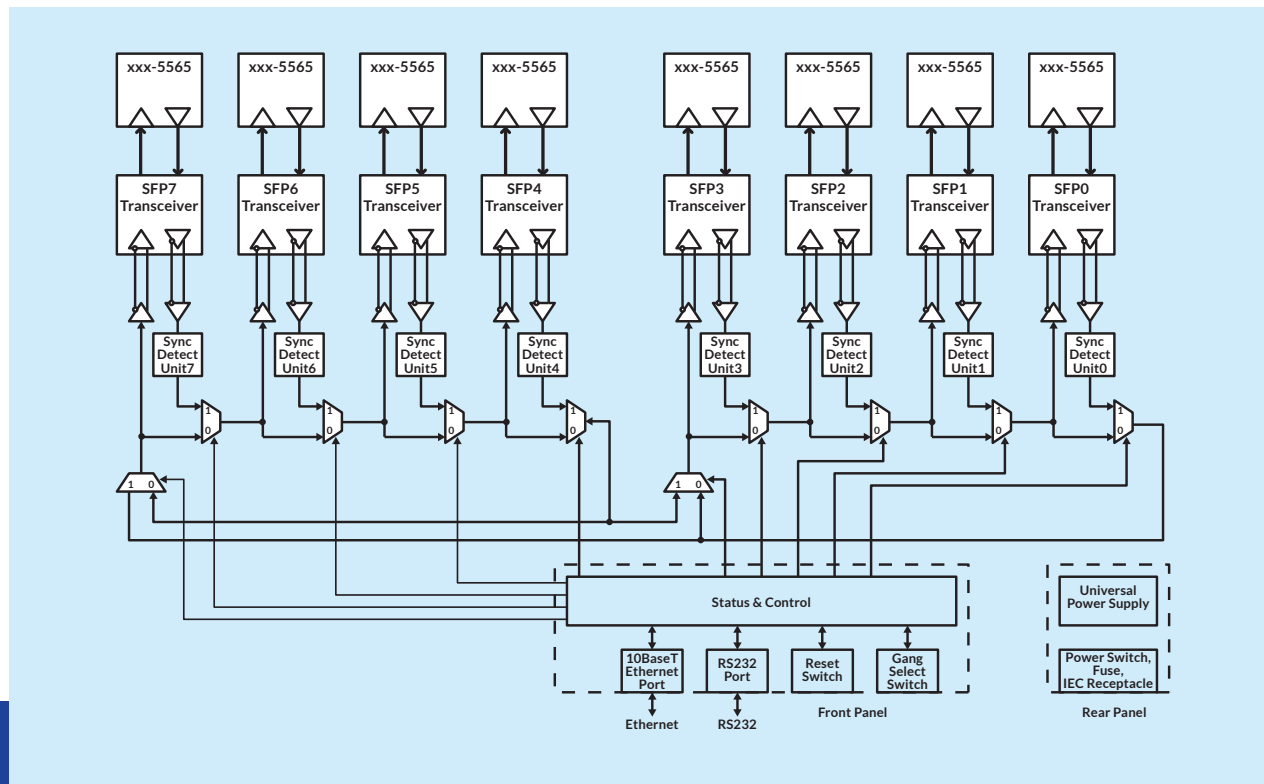 xxx-5565
xxx-5565
xxx-5565
xxx-5565
xxx-5565
xxx-5565
xxx-5565
xxx-5565
SFP7
Transceiver
SFP6
Transceiver
SFP5
Transceiver
SFP4
Transceiver
SFP3
Transceiver
SFP2
Transceiver
SFP1
Transceiver
SFP0
Transceiver
Sync
Detect
Unit7
Sync
Detect
Unit6
Sync
Detect
Unit5
Sync
Detect
Unit4
Sync
Detect
Unit3
Sync
Detect
Unit2
Sync
Detect
Unit1
Sync
Detect
Unit0
1
0
1
0
1
0
1
0
1
0
1
0
1
0
1
0
1 0
1 0
Status & Control
10BaseT
Ethernet
Port
RS232
Port
Reset
Switch
Gang
Select
Switch
Ethernet
RS232
Front Panel
Universal
Power Supply
Power Switch,
Fuse,
IEC Receptacle
Rear Panel